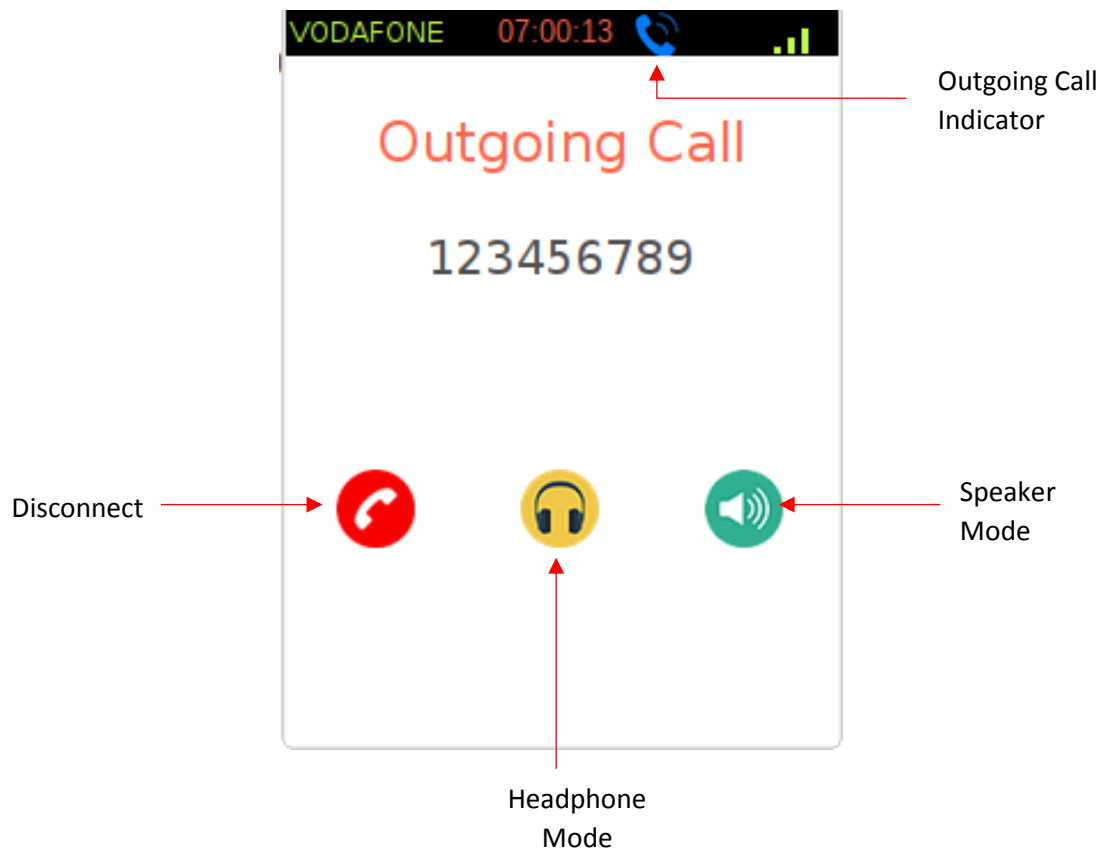 VODAFONE 07:00:13
Outgoing Call
Indicator
Outgoing Call
123456789
Disconnect
Speaker
Mode
Headphone
Mode